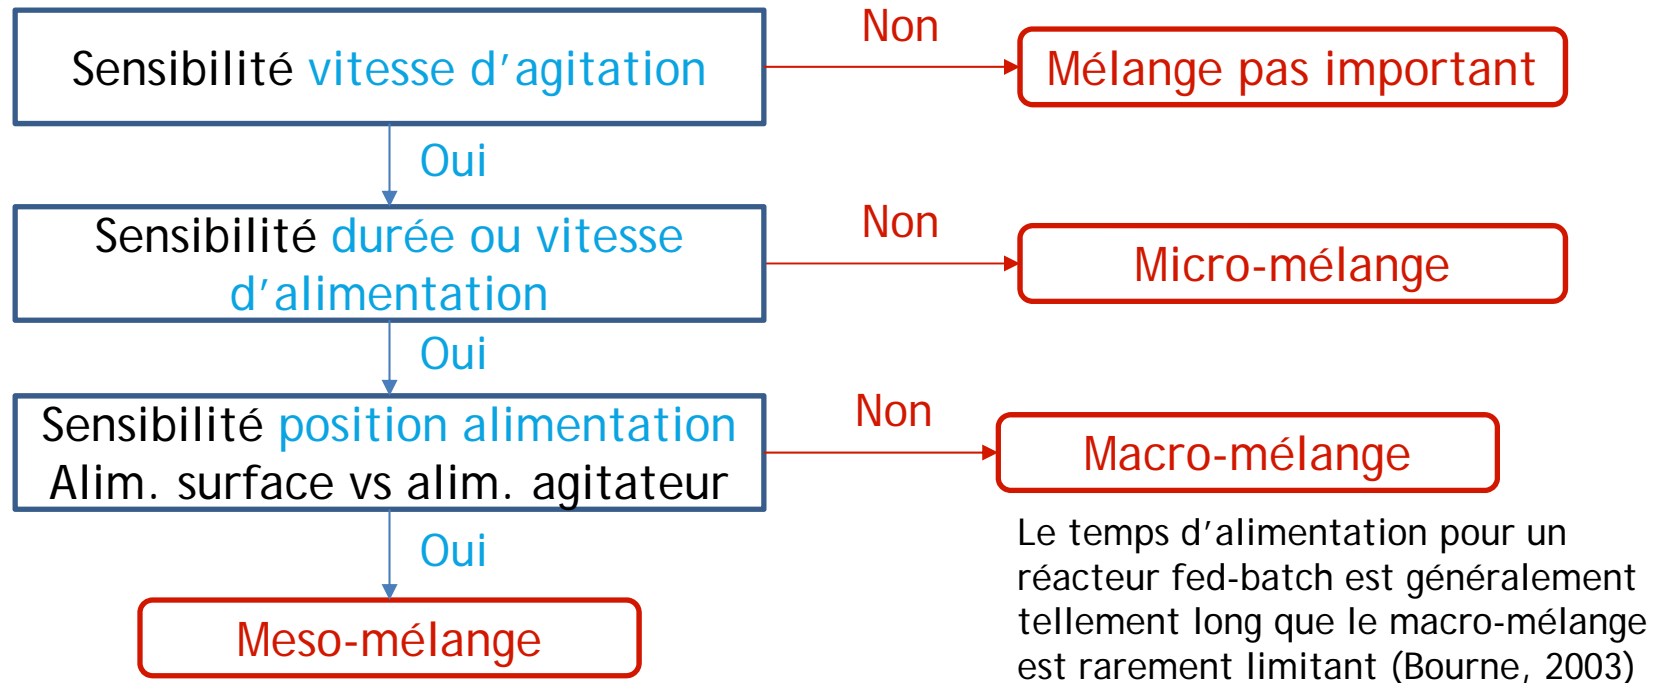 Sensibilité vitesse d’agitation
Non
Mélange pas important
Oui
Sensibilité durée ou vitesse
d’alimentation
Non
Micro-mélange
Oui
Sensibilité position alimentation
Alim. surface vs alim. agitateur
Non
Macro-mélange
Oui
Meso-mélange
Le temps d’alimentation pour un
réacteur fed-batch est généralement
tellement long que le macro-mélange
est rarement limitant (Bourne, 2003)